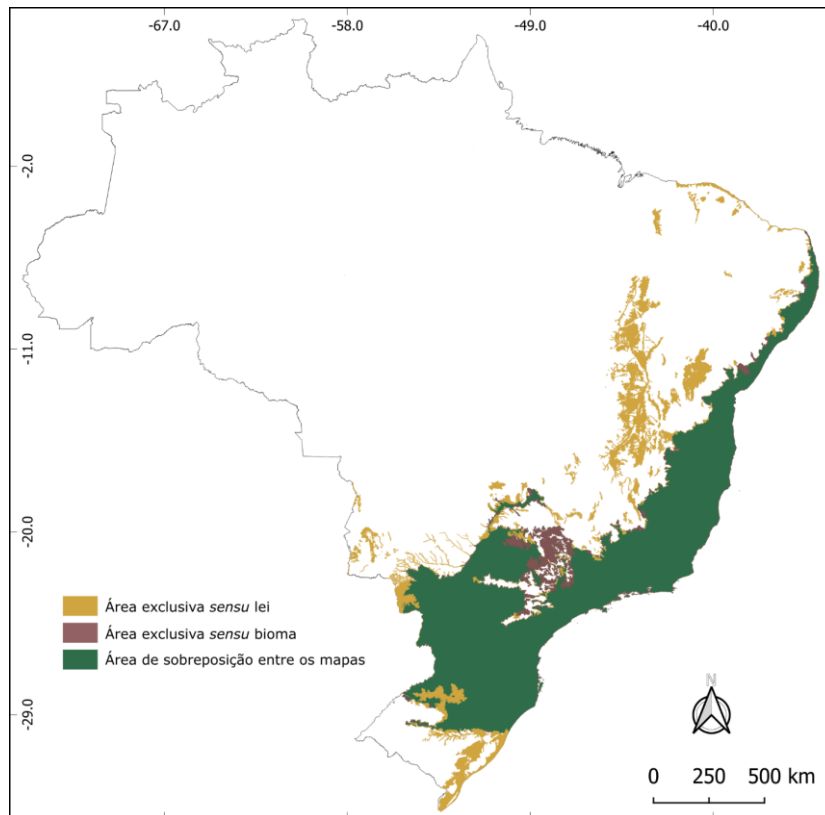 -67.0 -58.0 -49.0 -40.0
-2.0
-11.0
-20.0
-29.0
Área exclusiva sensu lei
Área exclusiva sensu bioma
Área de sobreposição entre os mapas
N
0 250 500 km